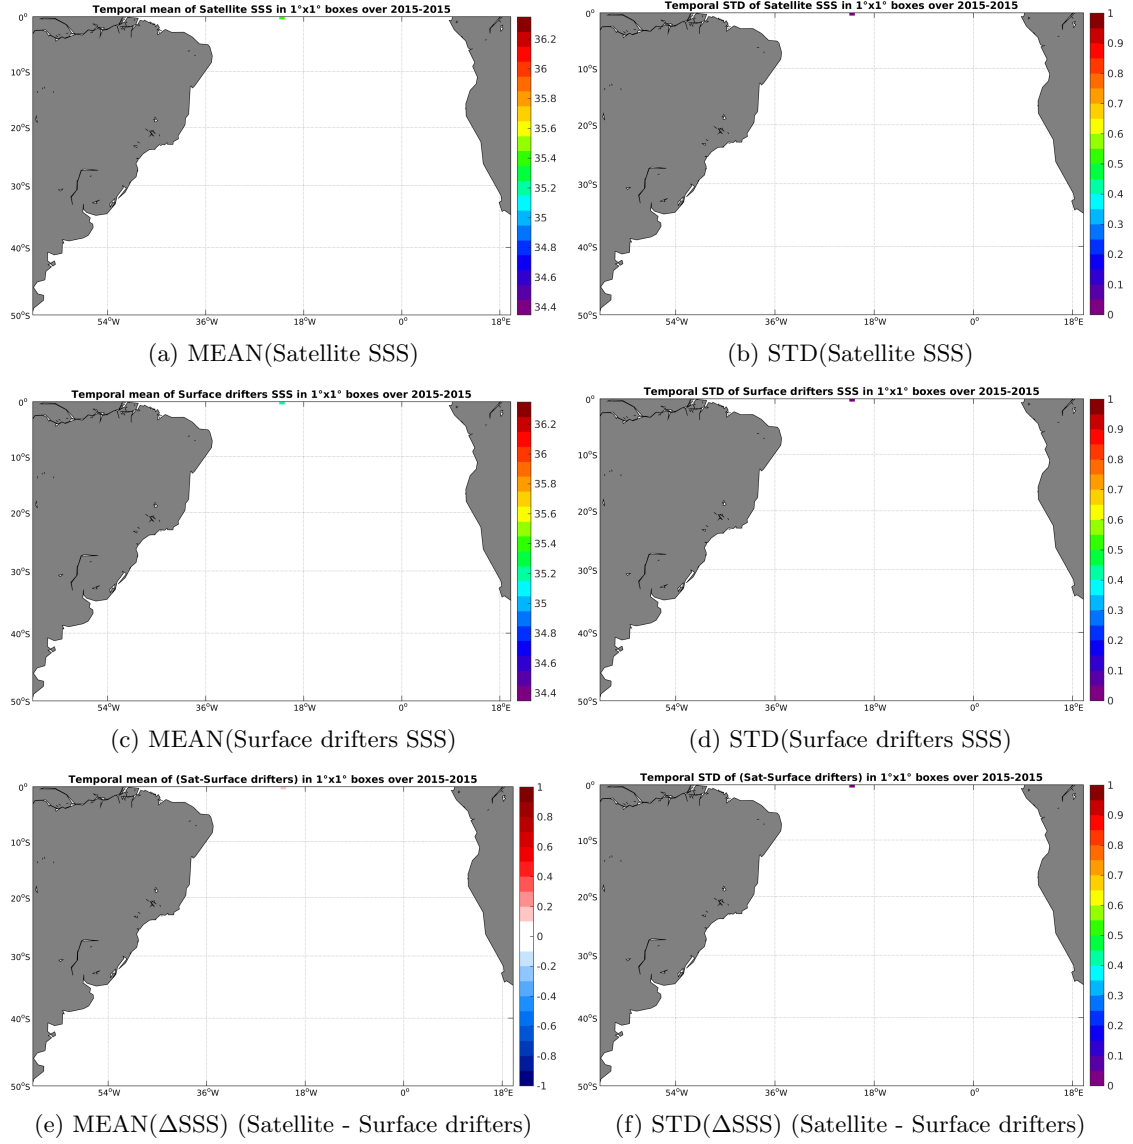 Temporal mean of Satellite SSS in 1°x1° boxes over 2015-2015
0°
10°S
20°S
30°S
40°S
50°S
54°W
36°W
18°W
0°
18°E
36.2
36
35.8
35.6
35.4
35.2
35
34.8
34.6
34.4
(a) MEAN(Satellite SSS)
Temporal STD of Satellite SSS in 1°x1° boxes over 2015-2015
0°
10°S
20°S
30°S
40°S
50°S
54°W
36°W
18°W
0°
18°E
1
0.9
0.8
0.7
0.6
0.5
0.4
0.3
0.2
0.1
0
(b) STD(Satellite SSS)
Temporal mean of Surface drifters SSS in 1°x1° boxes over 2015-2015
0°
10°S
20°S
30°S
40°S
50°S
54°W
36°W
18°W
0°
18°E
36.2
36
35.8
35.6
35.4
35.2
35
34.8
34.6
34.4
(c) MEAN(Surface drifters SSS)
Temporal STD of Surface drifters SSS in 1°x1° boxes over 2015-2015
0°
10°S
20°S
30°S
40°S
50°S
54°W
36°W
18°W
0°
18°E
1
0.9
0.8
0.7
0.6
0.5
0.4
0.3
0.2
0.1
0
(d) STD(Surface drifters SSS)
Temporal mean of (Sat-Surface drifters) in 1°x1° boxes over 2015-2015
0°
10°S
20°S
30°S
40°S
50°S
54°W
36°W
18°W
0°
18°E
1
0.8
0.6
0.4
0.2
0
-0.2
-0.4
-0.6
-0.8
-1
(e) MEAN(ΔSSS) (Satellite - Surface drifters)
Temporal STD of (Sat-Surface drifters) in 1°x1° boxes over 2015-2015
0°
10°S
20°S
30°S
40°S
50°S
54°W
36°W
18°W
0°
18°E
1
0.9
0.8
0.7
0.6
0.5
0.4
0.3
0.2
0.1
0
(f) STD(ΔSSS) (Satellite - Surface drifters)